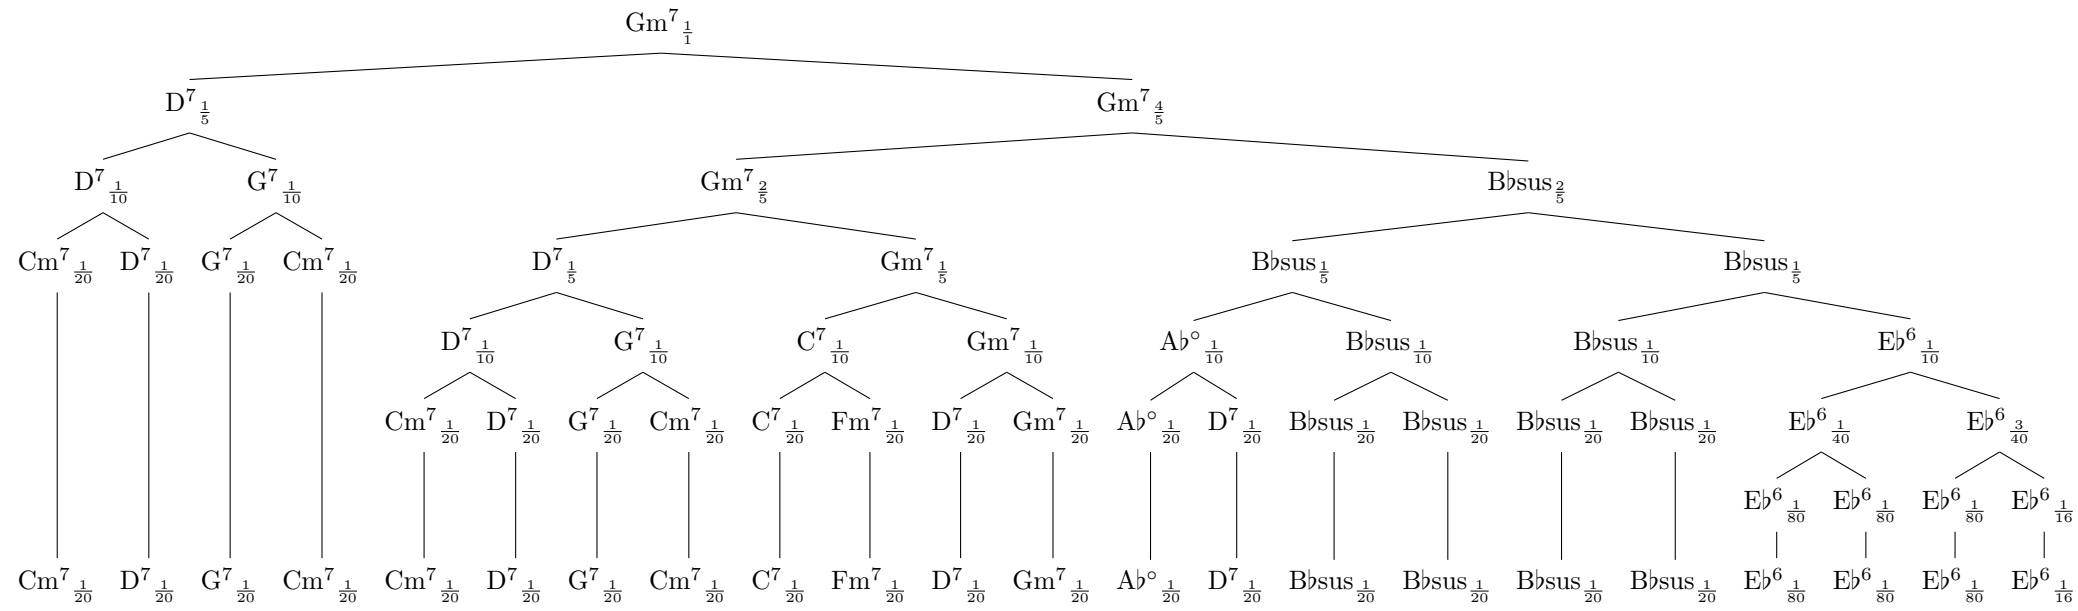 Gm⁷ 1/1
D⁷ 1/5 Gm⁷ 4/5
D⁷ 1/10 G⁷ 1/10 Gm⁷ 2/5 B♭sus 2/5
Cm⁷ 1/20 D⁷ 1/20 G⁷ 1/20 Cm⁷ 1/20 D⁷ 1/5 Gm⁷ 1/5 B♭sus 1/5 B♭sus 1/5
D⁷ 1/10 G⁷ 1/10 C⁷ 1/10 Gm⁷ 1/10 A♭° 1/10 B♭sus 1/10 B♭sus 1/10 E♭⁶ 1/10
Cm⁷ 1/20 D⁷ 1/20 G⁷ 1/20 Cm⁷ 1/20 C⁷ 1/20 Fm⁷ 1/20 D⁷ 1/20 Gm⁷ 1/20 A♭° 1/20 D⁷ 1/20 B♭sus 1/20 B♭sus 1/20 B♭sus 1/20 B♭sus 1/20 E♭⁶ 1/40 E♭⁶ 3/40
E♭⁶ 1/80 E♭⁶ 1/80 E♭⁶ 1/80 E♭⁶ 1/16
Cm⁷ 1/20 D⁷ 1/20 G⁷ 1/20 Cm⁷ 1/20 Cm⁷ 1/20 D⁷ 1/20 G⁷ 1/20 Cm⁷ 1/20 C⁷ 1/20 Fm⁷ 1/20 D⁷ 1/20 Gm⁷ 1/20 A♭° 1/20 D⁷ 1/20 B♭sus 1/20 B♭sus 1/20 B♭sus 1/20 B♭sus 1/20 E♭⁶ 1/80 E♭⁶ 1/80 E♭⁶ 1/80 E♭⁶ 1/16